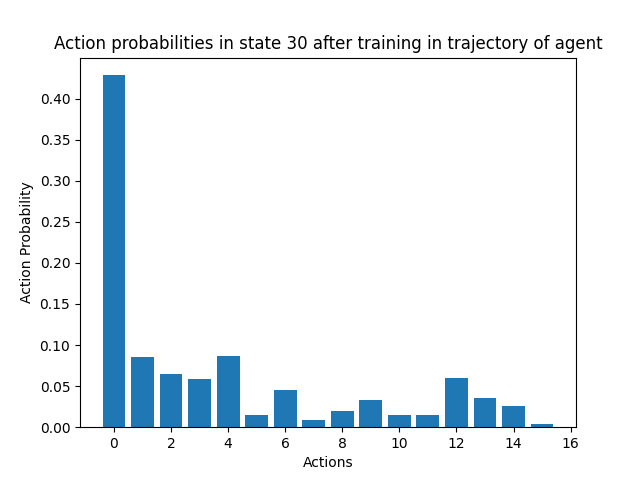 Action probabilities in state 30 after training in trajectory of agent
0.40
0.35
0.30
0.25
0.20
0.15
0.10
0.05
0.00
Action Probability
0 2 4 6 8 10 12 14 16
Actions